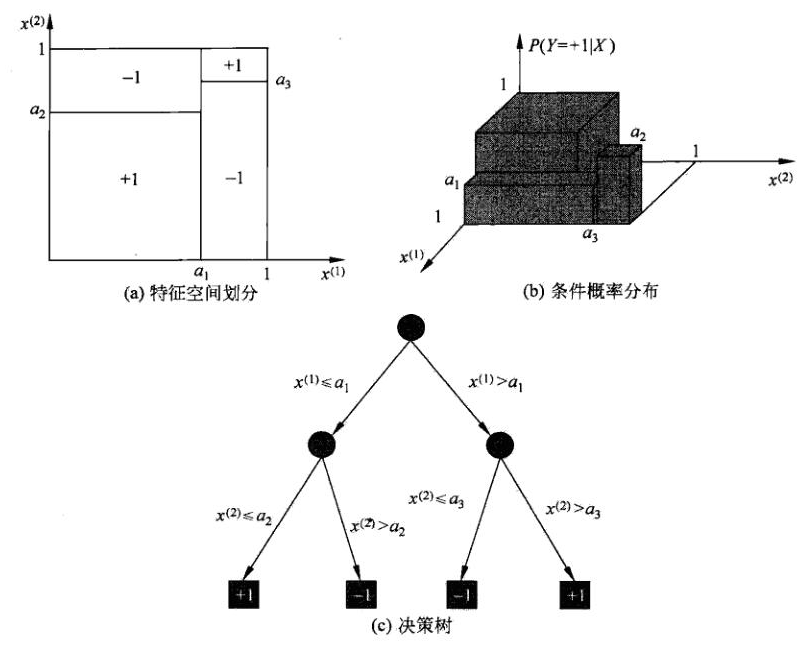 x(2)
1
−1
+1
a3
a2
+1
−1
a1
1
x(1)
(a) 特征空间划分
P(Y=+1|X)
1
a2
1
x(2)
a1
1
a3
x(1)
(b) 条件概率分布
x(1)≤a1
x(1)>a1
x(2)≤a2
x(2)>a2
x(2)≤a3
x(2)>a3
+1
−1
−1
+1
(c) 决策树